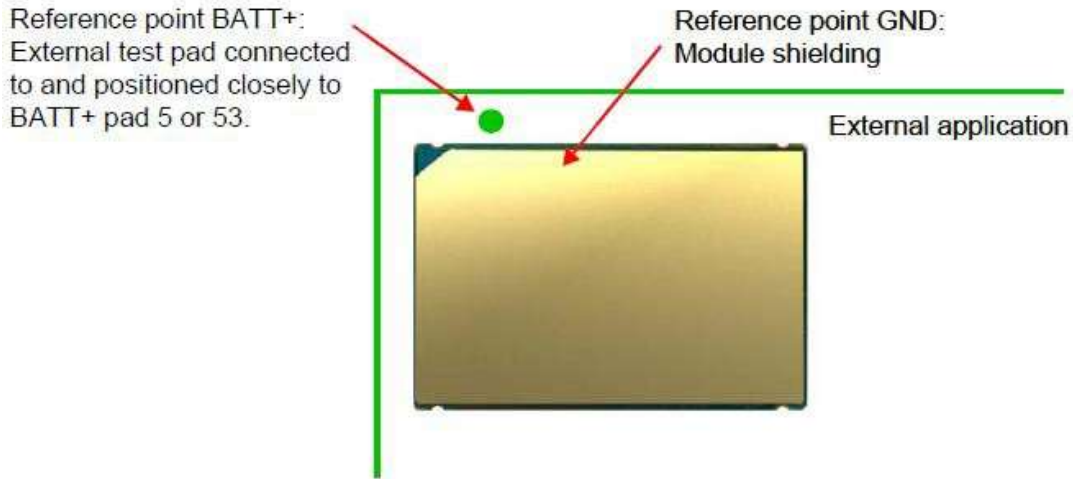 Reference point BATT+:
External test pad connected
to and positioned closely to
BATT+ pad 5 or 53.
Reference point GND:
Module shielding
External application